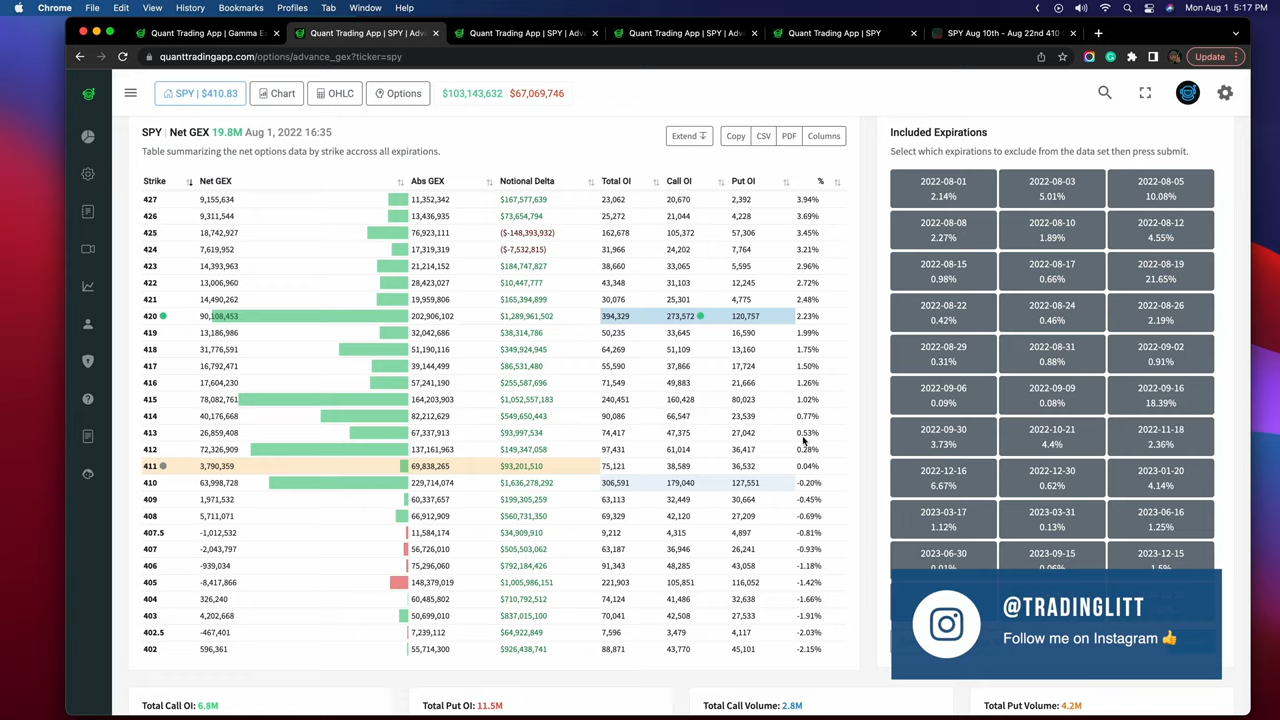 Chrome File Edit View History Bookmarks Profiles Tab Window Help Mon Aug 1 5:17 PM
Quant Trading App | Gamma E× Quant Trading App | SPY | Adv× Quant Trading App | SPY | Adv× Quant Trading App | SPY | Adv× Quant Trading App | SPY × SPY Aug 10th - Aug 22nd 410 ×
quanttradingapp.com/options/advance_gex?ticker=spy Update
SPY | $410.83 Chart OHLC Options $103,143,632 $67,069,746
SPY | Net GEX 19.8M Aug 1, 2022 16:35
Extend Copy CSV PDF Columns
Table summarizing the net options data by strike accross all expirations.
Strike Net GEX Abs GEX Notional Delta Total OI Call OI Put OI %
427 9,155,634 11,352,342 $167,577,639 23,062 20,670 2,392 3.94%
426 9,311,544 13,436,935 $73,654,794 25,272 21,044 4,228 3.69%
425 18,742,927 76,923,111 ($-148,393,932) 162,678 105,372 57,306 3.45%
424 7,619,952 17,319,319 ($-7,532,815) 31,966 24,202 7,764 3.21%
423 14,393,963 21,214,152 $184,747,827 38,660 33,065 5,595 2.96%
422 13,006,960 28,423,027 $10,447,777 43,348 31,103 12,245 2.72%
421 14,490,262 19,959,806 $165,394,899 30,076 25,301 4,775 2.48%
420 90,108,453 202,906,102 $1,289,961,502 394,329 273,572 120,757 2.23%
419 13,186,986 32,042,686 $38,314,786 50,235 33,645 16,590 1.99%
418 31,776,591 51,190,116 $349,924,945 64,269 51,109 13,160 1.75%
417 16,792,471 39,144,499 $86,531,480 55,590 37,866 17,724 1.50%
416 17,604,230 57,241,190 $255,587,696 71,549 49,883 21,666 1.26%
415 78,082,761 164,203,903 $1,052,557,183 240,451 160,428 80,023 1.02%
414 40,176,668 82,212,629 $549,650,443 90,086 66,547 23,539 0.77%
413 26,859,408 67,337,913 $93,997,534 74,417 47,375 27,042 0.53%
412 72,326,909 137,161,963 $149,347,058 97,431 61,014 36,417 0.28%
411 3,790,359 69,838,265 $93,201,510 75,121 38,589 36,532 0.04%
410 63,998,728 229,714,074 $1,636,278,292 306,591 179,040 127,551 -0.20%
409 1,971,532 60,337,657 $199,305,259 63,113 32,449 30,664 -0.45%
408 5,711,071 66,912,909 $560,731,350 69,329 42,120 27,209 -0.69%
407.5 -1,012,532 11,584,174 $34,909,910 9,212 4,315 4,897 -0.81%
407 -2,043,797 56,726,010 $505,503,062 63,187 36,946 26,241 -0.93%
406 -939,034 75,296,060 $792,184,426 91,343 48,285 43,058 -1.18%
405 -8,417,866 148,379,019 $1,005,986,151 221,903 105,851 116,052 -1.42%
404 326,240 60,485,802 $710,792,512 74,124 41,486 32,638 -1.66%
403 4,202,668 50,699,010 $837,015,100 70,041 42,508 27,533 -1.91%
402.5 -467,401 7,239,112 $64,922,849 7,596 3,479 4,117 -2.03%
402 596,361 55,714,300 $926,438,741 88,871 43,770 45,101 -2.15%
Included Expirations
Select which expirations to exclude from the data set then press submit.
2022-08-01 2022-08-03 2022-08-05
2.14% 5.01% 10.08%
2022-08-08 2022-08-10 2022-08-12
2.27% 1.89% 4.55%
2022-08-15 2022-08-17 2022-08-19
0.98% 0.66% 21.65%
2022-08-22 2022-08-24 2022-08-26
0.42% 0.46% 2.19%
2022-08-29 2022-08-31 2022-09-02
0.31% 0.88% 0.91%
2022-09-06 2022-09-09 2022-09-16
0.09% 0.08% 18.39%
2022-09-30 2022-10-21 2022-11-18
3.73% 4.4% 2.36%
2022-12-16 2022-12-30 2023-01-20
6.67% 0.62% 4.14%
2023-03-17 2023-03-31 2023-06-16
1.12% 0.13% 1.25%
2023-06-30 2023-09-15 2023-12-15
@TRADINGLITT
Follow me on Instagram 👍
Total Call OI: 6.8M Total Put OI: 11.5M Total Call Volume: 2.8M Total Put Volume: 4.2M